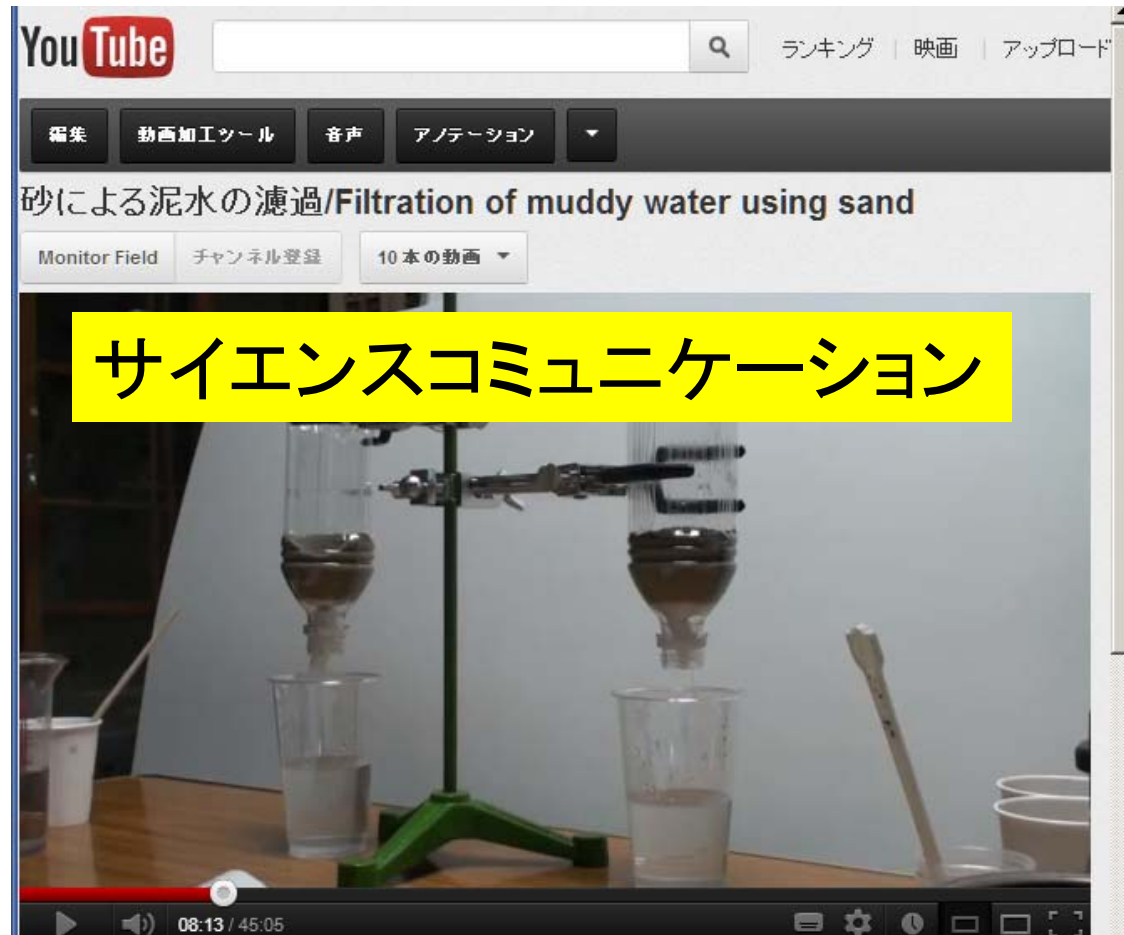 YouTube ランキング 映画 アップロード
編集 動画加工ツール 音声 アノテーション
砂による泥水の濾過/Filtration of muddy water using sand
Monitor Field チャンネル登録 10 本の動画
サイエンスコミュニケーション
08:13 / 45:05